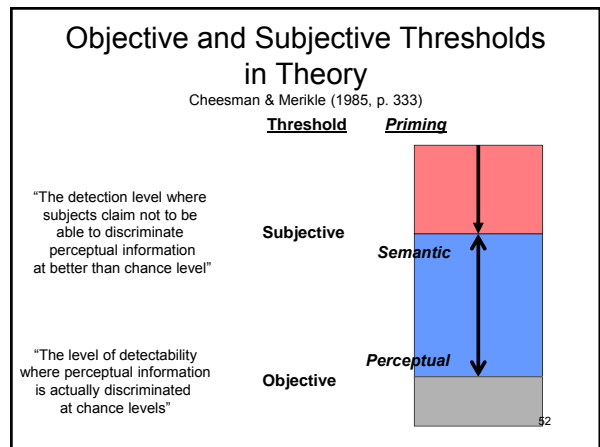 Objective and Subjective Thresholds
in Theory
Cheesman & Merikle (1985, p. 333)
Threshold Priming
“The detection level where
subjects claim not to be
able to discriminate
perceptual information
at better than chance level”
Subjective
Semantic
“The level of detectability
where perceptual information
is actually discriminated
at chance levels”
Objective
Perceptual
52